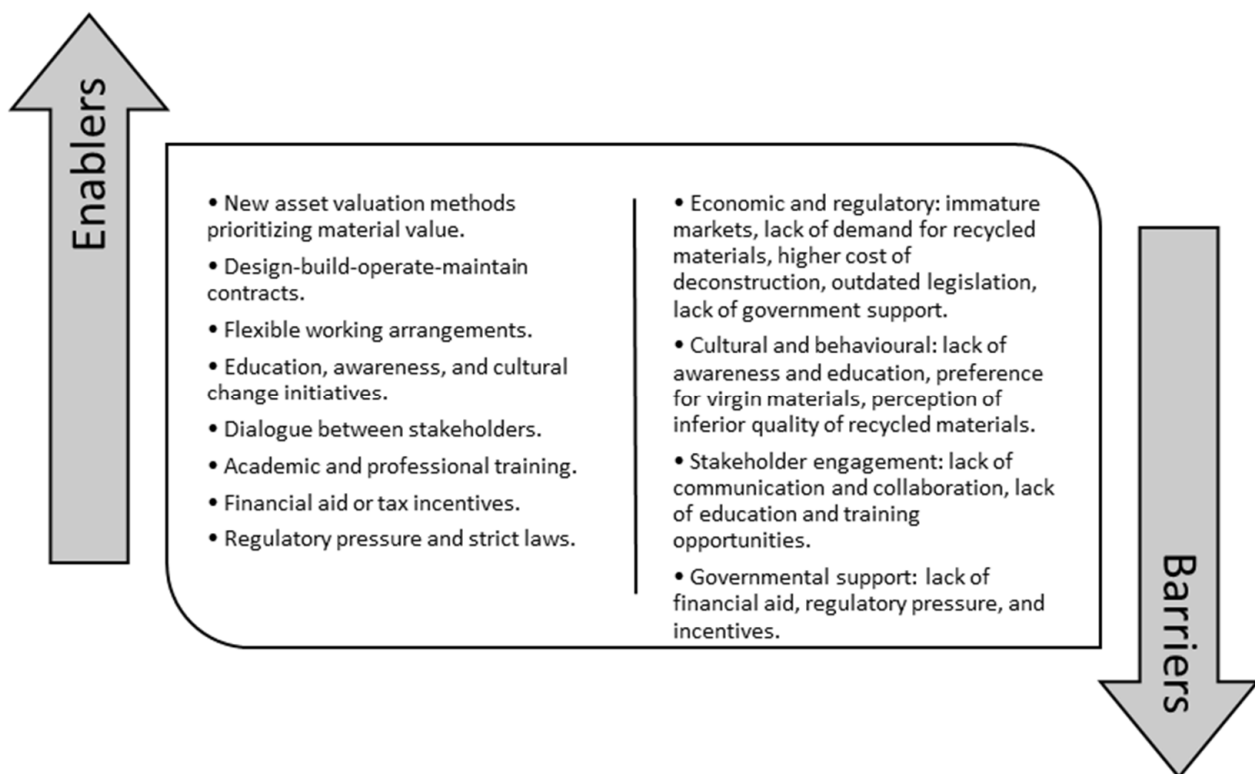 Enablers
• New asset valuation methods
prioritizing material value.
• Design-build-operate-maintain
contracts.
• Flexible working arrangements.
• Education, awareness, and cultural
change initiatives.
• Dialogue between stakeholders.
• Academic and professional training.
• Financial aid or tax incentives.
• Regulatory pressure and strict laws.
• Economic and regulatory: immature
markets, lack of demand for recycled
materials, higher cost of
deconstruction, outdated legislation,
lack of government support.
• Cultural and behavioural: lack of
awareness and education, preference
for virgin materials, perception of
inferior quality of recycled materials.
• Stakeholder engagement: lack of
communication and collaboration, lack
of education and training
opportunities.
• Governmental support: lack of
financial aid, regulatory pressure, and
incentives.
Barriers